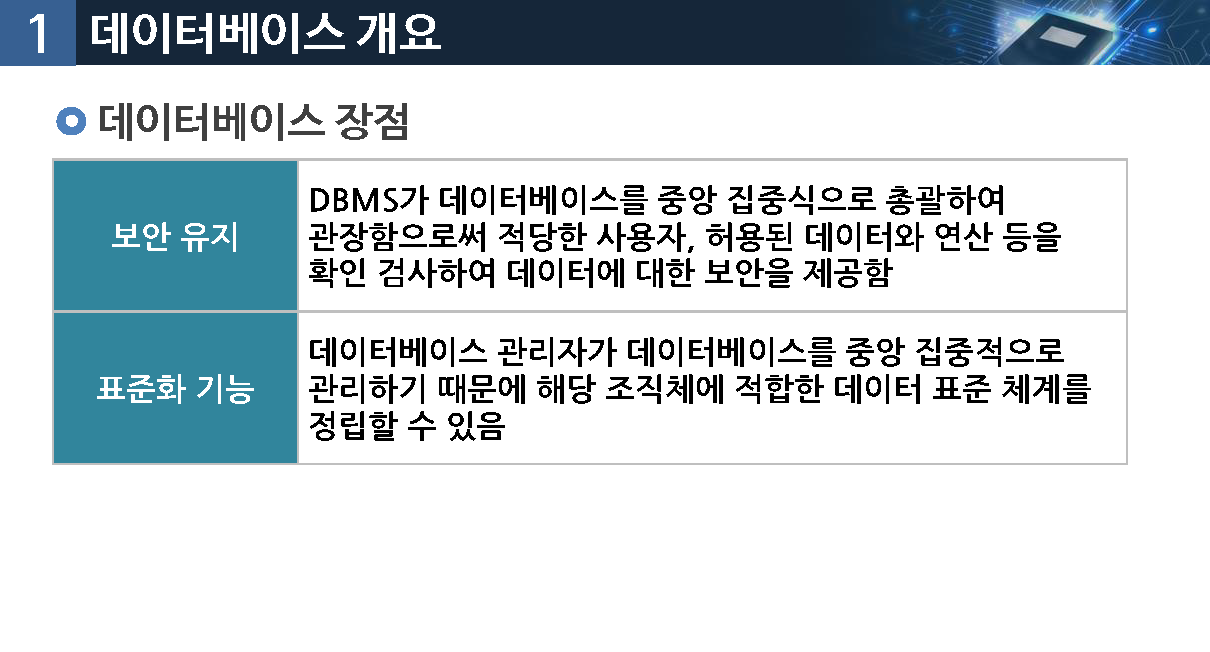 1 데이터베이스 개요
데이터베이스 장점
보안 유지
DBMS가 데이터베이스를 중앙 집중식으로 총괄하여
관장함으로써 적당한 사용자, 허용된 데이터와 연산 등을
확인 검사하여 데이터에 대한 보안을 제공함
표준화 기능
데이터베이스 관리자가 데이터베이스를 중앙 집중적으로
관리하기 때문에 해당 조직체에 적합한 데이터 표준 체계를
정립할 수 있음